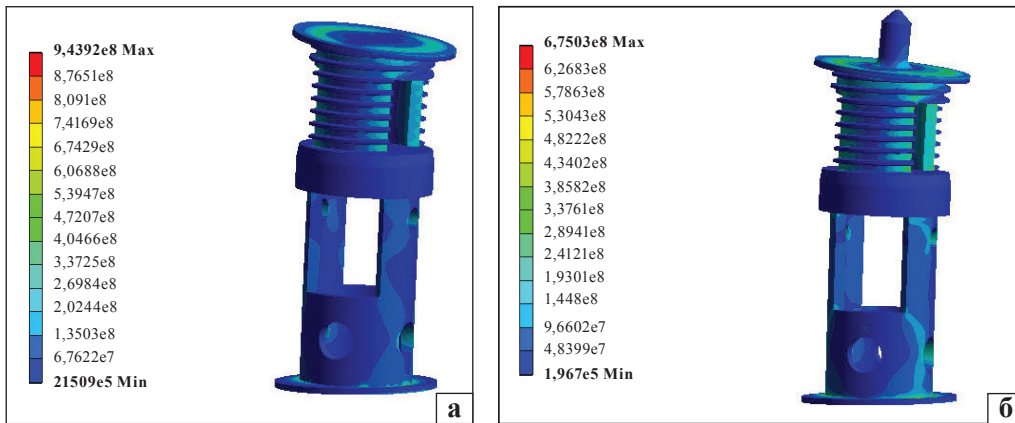 9,4392e8 Max
8,7651e8
8,091e8
7,4169e8
6,7429e8
6,0688e8
5,3947e8
4,7207e8
4,0466e8
3,3725e8
2,6984e8
2,0244e8
1,3503e8
6,7622e7
21509e5 Min
а
6,7503e8 Max
6,2683e8
5,7863e8
5,3043e8
4,8222e8
4,3402e8
3,8582e8
3,3761e8
2,8941e8
2,4121e8
1,9301e8
1,448e8
9,6602e7
4,8399e7
1,967e5 Min
б